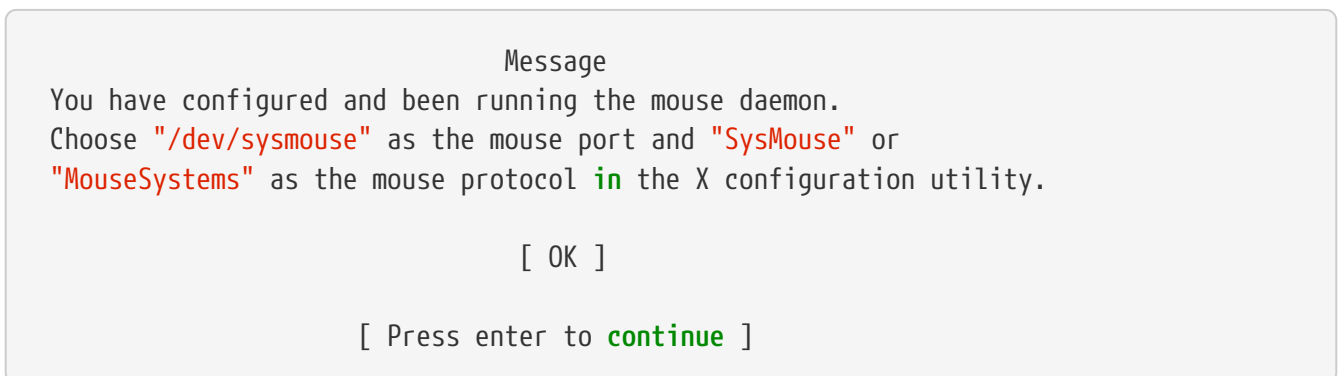 Message
You have configured and been running the mouse daemon.
Choose "/dev/sysmouse" as the mouse port and "SysMouse" or
"MouseSystems" as the mouse protocol in the X configuration utility.
[ OK ]
[ Press enter to continue ]